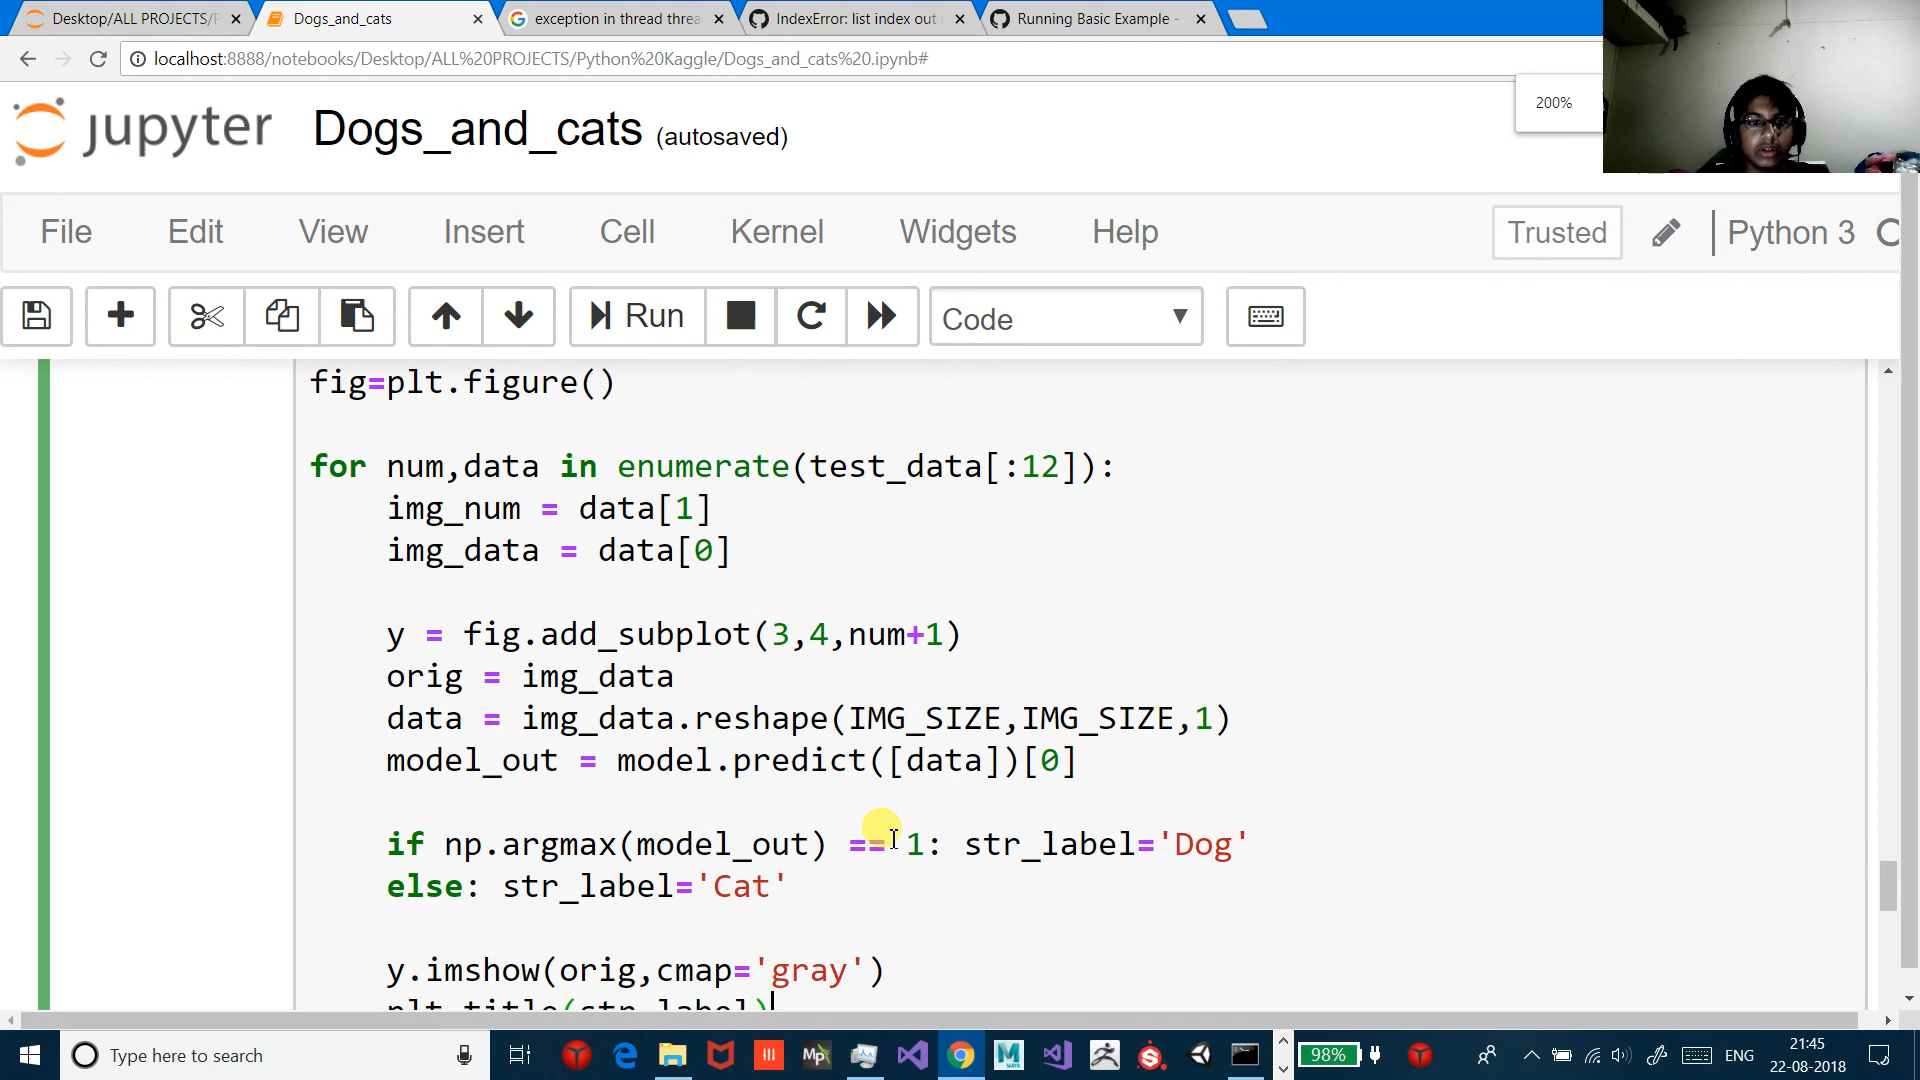 Desktop/ALL PROJECTS/P
Dogs_and_cats
exception in thread threa
IndexError: list index out
Running Basic Example -
localhost:8888/notebooks/Desktop/ALL%20PROJECTS/Python%20Kaggle/Dogs_and_cats%20.ipynb#
200%
jupyter Dogs_and_cats (autosaved)
File Edit View Insert Cell Kernel Widgets Help Trusted Python 3
Run Code
fig=plt.figure()
for num,data in enumerate(test_data[:12]):
img_num = data[1]
img_data = data[0]
y = fig.add_subplot(3,4,num+1)
orig = img_data
data = img_data.reshape(IMG_SIZE,IMG_SIZE,1)
model_out = model.predict([data])[0]
if np.argmax(model_out) == 1: str_label='Dog'
else: str_label='Cat'
y.imshow(orig,cmap='gray')
plt.title(str_label)
Type here to search
Mp
MAYA
98%
ENG
21:45
22-08-2018